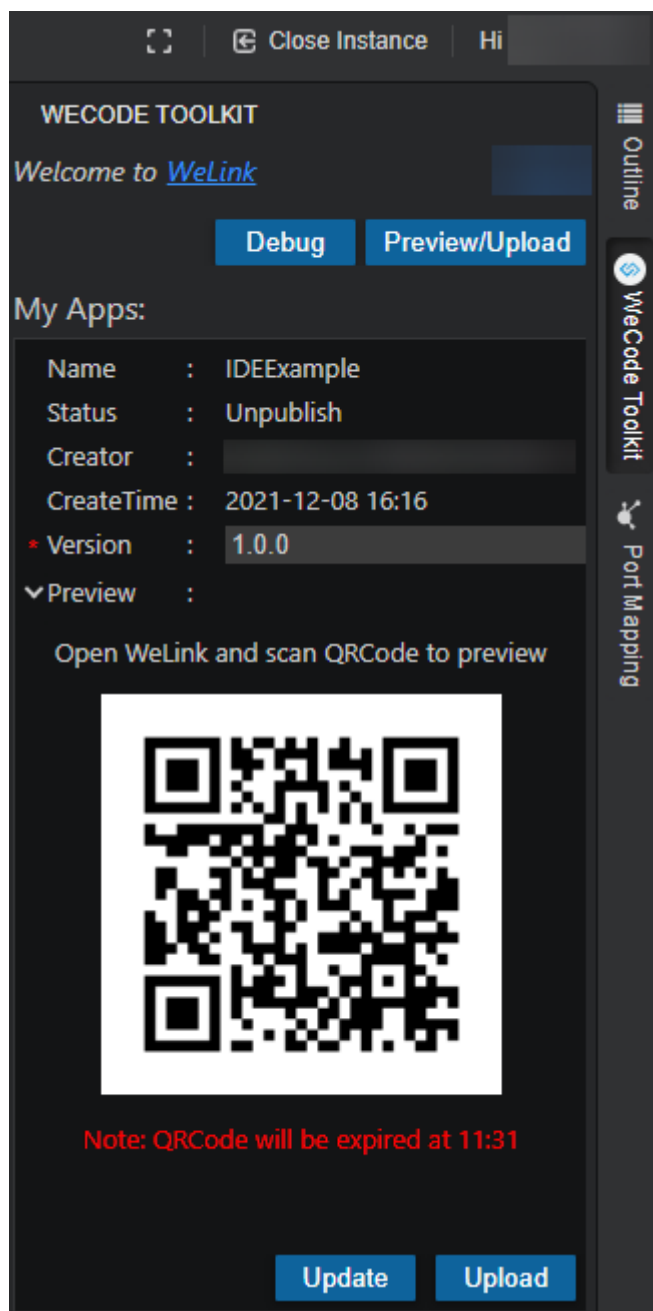 Close Instance
Hi
WECODE TOOLKIT
Welcome to WeLink
Debug
Preview/Upload
My Apps:
Name : IDEExample
Status : Unpublish
Creator :
CreateTime : 2021-12-08 16:16
* Version : 1.0.0
Preview :
Open WeLink and scan QRCode to preview
Note: QRCode will be expired at 11:31
Update
Upload
Outline
WeCode Toolkit
Port Mapping